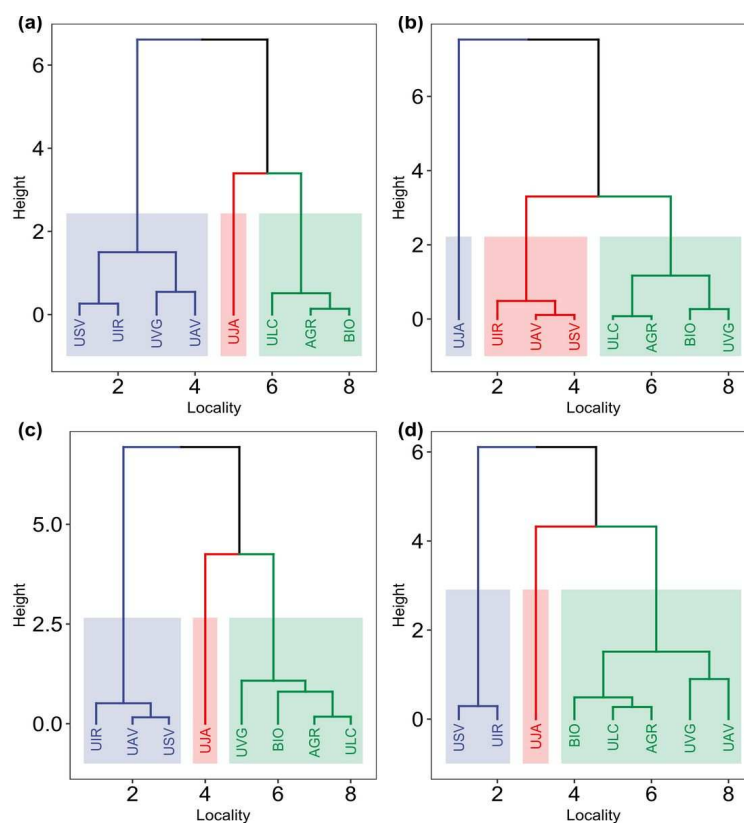 (a)
6
4
2
0
Height
USV
UIR
UVG
UAV
UJA
ULC
AGR
BIO
2
4
6
8
Locality
(b)
6
4
2
0
Height
UJA
UIR
UAV
USV
ULC
AGR
BIO
UVG
2
4
6
8
Locality
(c)
5.0
2.5
0.0
Height
UIR
UAV
USV
UJA
UVG
BIO
AGR
ULC
2
4
6
8
Locality
(d)
6
4
2
0
Height
USV
UIR
UJA
BIO
ULC
AGR
UVG
UAV
2
4
6
8
Locality